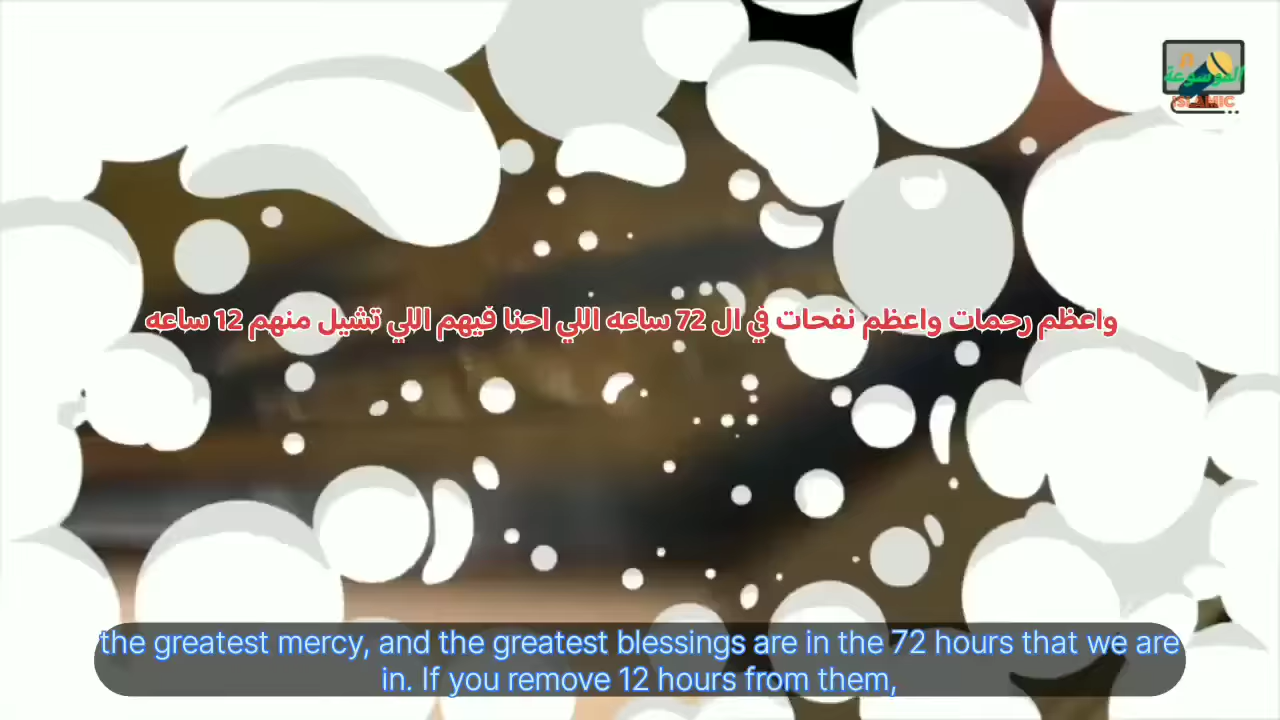 الموسوعة
ISLAMIC
واعظم رحمات واعظم نفحات في ال 72 ساعه اللي احنا فيهم اللي تشيل منهم 12 ساعه
the greatest mercy, and the greatest blessings are in the 72 hours that we are
in. If you remove 12 hours from them,